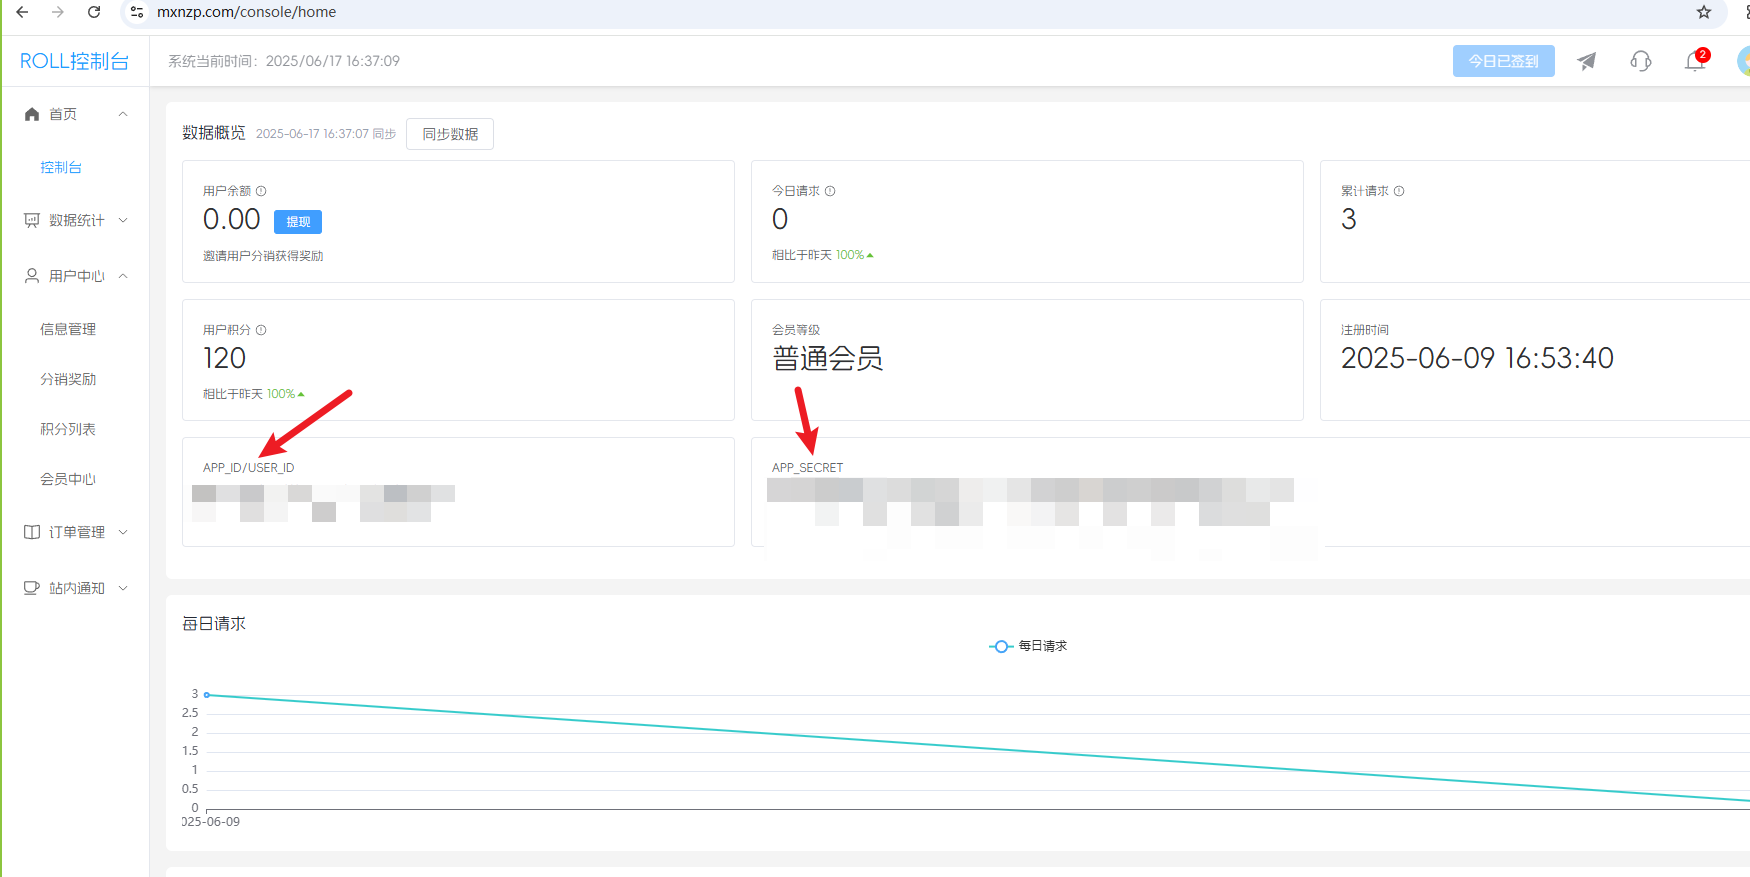 mxnzp.com/console/home
ROLL控制台
系统当前时间：2025/06/17 16:37:09
今日已签到
2
首页
控制台
数据统计
用户中心
信息管理
分销奖励
积分列表
会员中心
订单管理
站内通知
数据概览 2025-06-17 16:37:07 同步 同步数据
用户余额
0.00 提现
邀请用户分销获得奖励
今日请求
0
相比于昨天 100%
累计请求
3
用户积分
120
相比于昨天 100%
会员等级
普通会员
注册时间
2025-06-09 16:53:40
APP_ID/USER_ID
APP_SECRET
每日请求
每日请求
3
2.5
2
1.5
1
0.5
0
025-06-09